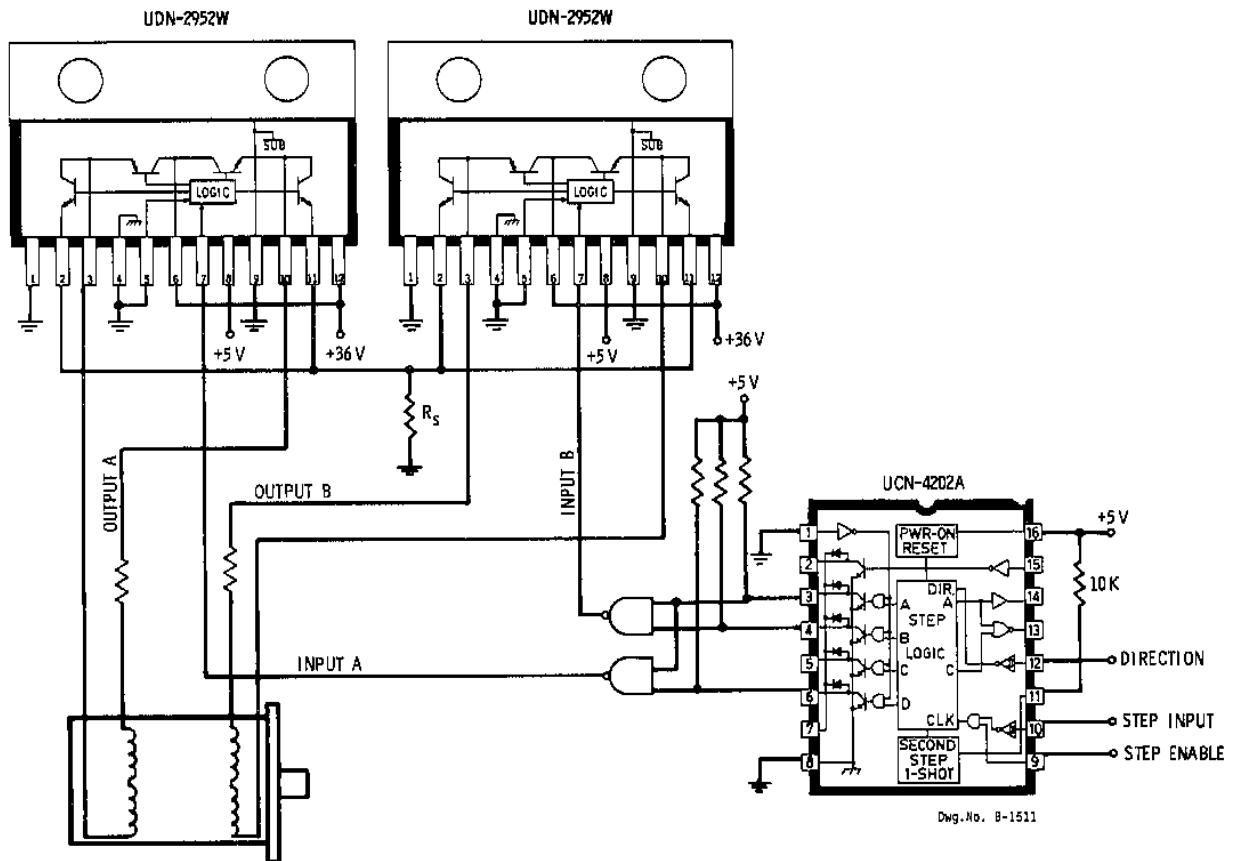 UDN-2952W
UDN-2952W
SUB
SUB
LOGIC
LOGIC
1 2 3 4 5 6 7 8 9 10 11 12
1 2 3 4 5 6 7 8 9 10 11 12
+5 V
+36 V
+5 V
+36 V
+5 V
RS
OUTPUT A
OUTPUT B
INPUT B
INPUT A
UCN-4202A
+5 V
10K
1
2
3
4
5
6
7
8
16
15
14
13
12
11
10
9
PWR-ON
RESET
DIR.
A
A
STEP
B
LOGIC
C
C
D
CLK
SECOND
STEP
1-SHOT
DIRECTION
STEP INPUT
STEP ENABLE
Dwg. No. B-1511